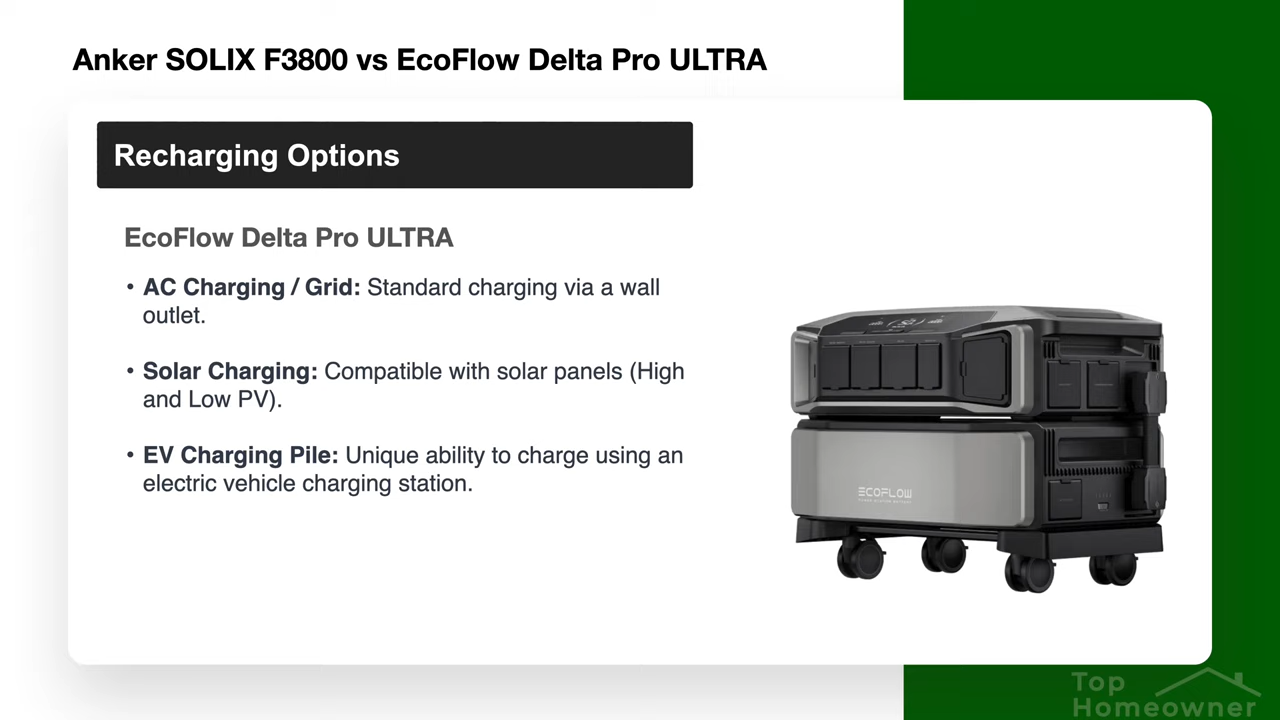 Anker SOLIX F3800 vs EcoFlow Delta Pro ULTRA
Recharging Options
EcoFlow Delta Pro ULTRA
• AC Charging / Grid: Standard charging via a wall
outlet.
• Solar Charging: Compatible with solar panels (High
and Low PV).
• EV Charging Pile: Unique ability to charge using an
electric vehicle charging station.
ECOFLOW
Top
Homeowner